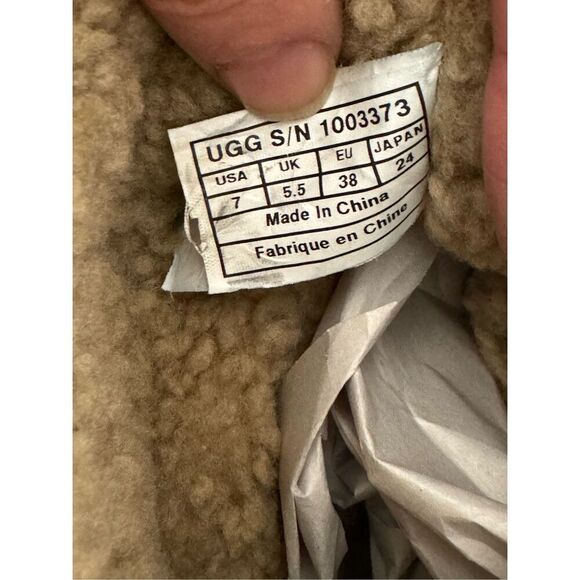 UGG S/N 1003373
USA UK EU JAPAN
7 5.5 38 24
Made In China
Fabrique en Chine